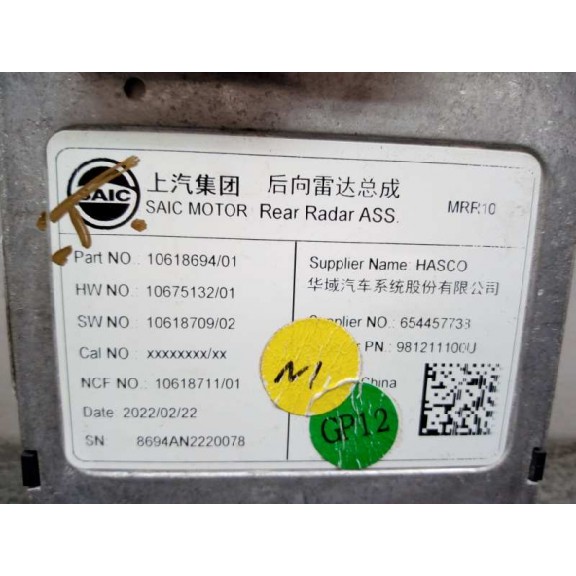 SAIC
上汽集团 后向雷达总成
SAIC MOTOR Rear Radar ASS.
MRR10
Part NO.: 10618694/01
HW NO.: 10675132/01
SW NO.: 10618709/02
Cal NO.: xxxxxxxx/xx
NCF NO.: 10618711/01
Date: 2022/02/22
SN: 8694AN2220078
Supplier Name: HASCO
华域汽车系统股份有限公司
Supplier NO.: 654457733
PN.: 981211100U
China
GP12